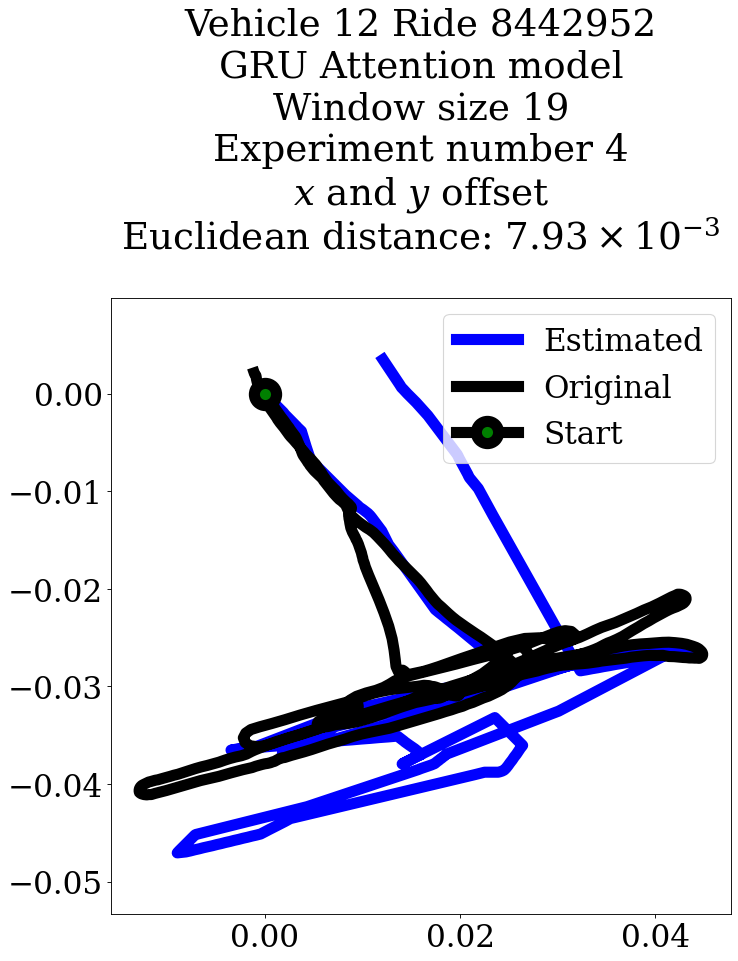 Vehicle 12 Ride 8442952
GRU Attention model
Window size 19
Experiment number 4
x and y offset
Euclidean distance: 7.93 × 10⁻³
Estimated
Original
Start
0.00
−0.01
−0.02
−0.03
−0.04
−0.05
0.00 0.02 0.04